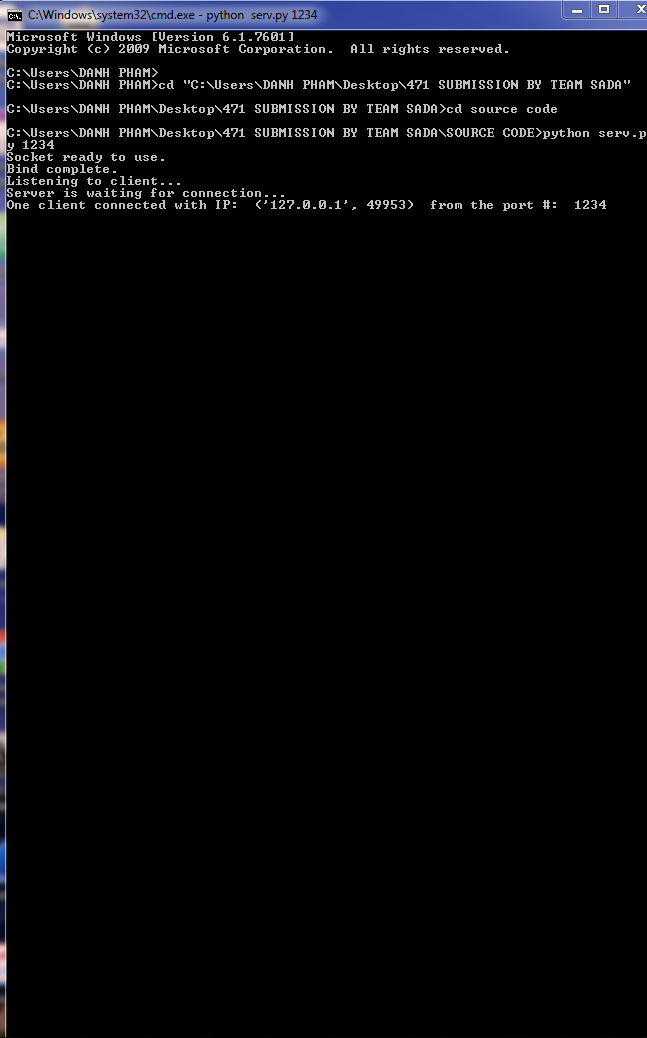 C:\Windows\system32\cmd.exe - python  serv.py 1234
Microsoft Windows [Version 6.1.7601]
Copyright (c) 2009 Microsoft Corporation.  All rights reserved.
C:\Users\DANH PHAM>
C:\Users\DANH PHAM>cd "C:\Users\DANH PHAM\Desktop\471 SUBMISSION BY TEAM SADA"
C:\Users\DANH PHAM\Desktop\471 SUBMISSION BY TEAM SADA>cd source code
C:\Users\DANH PHAM\Desktop\471 SUBMISSION BY TEAM SADA\SOURCE CODE>python serv.p
y 1234
Socket ready to use.
Bind complete.
Listening to client...
Server is waiting for connection...
One client connected with IP:  ('127.0.0.1', 49953)  from the port #:  1234